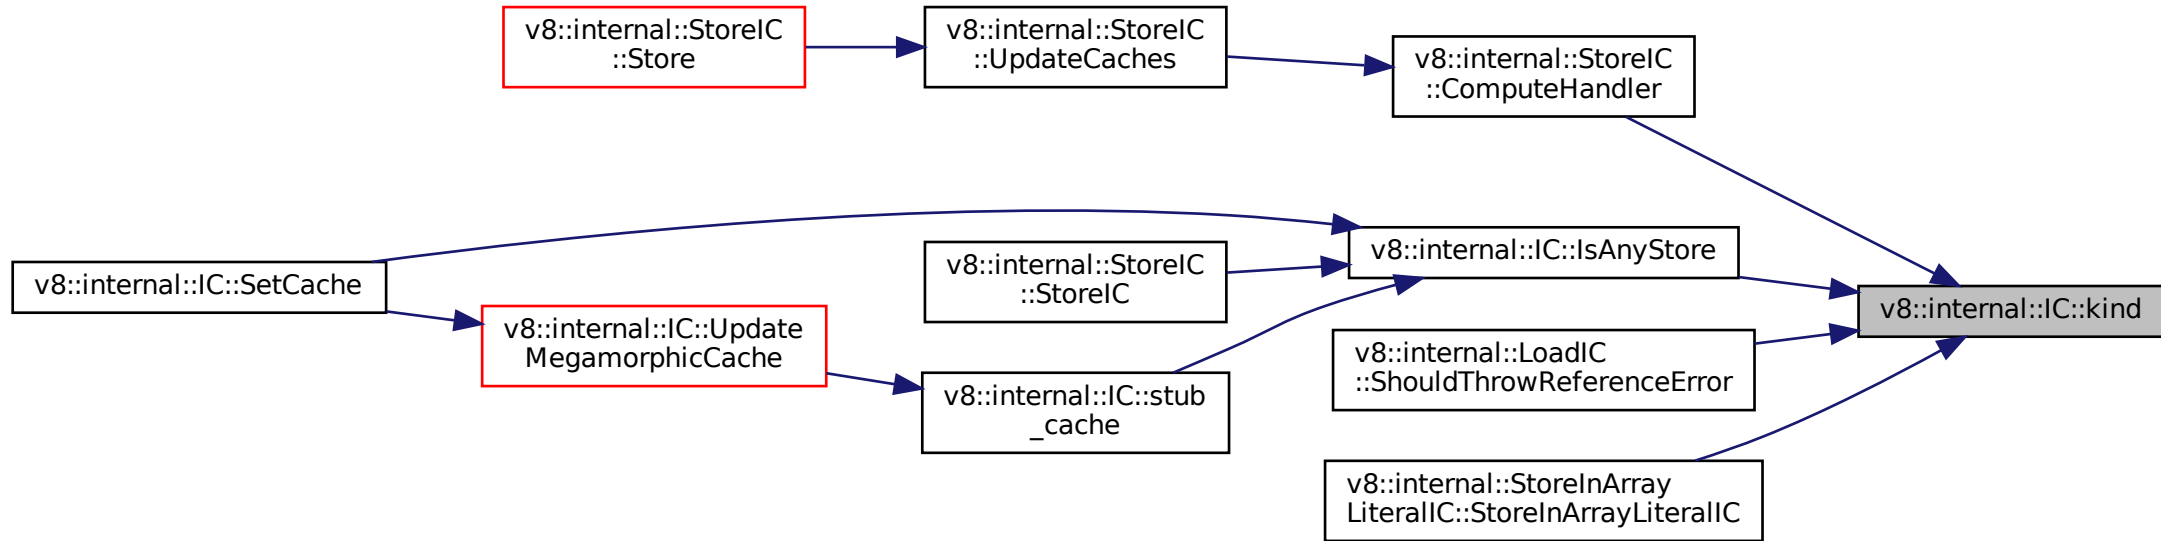 v8::internal::StoreIC
::Store
v8::internal::StoreIC
::UpdateCaches
v8::internal::StoreIC
::ComputeHandler
v8::internal::IC::IsAnyStore
v8::internal::StoreIC
::StoreIC
v8::internal::IC::SetCache
v8::internal::IC::kind
v8::internal::IC::Update
MegamorphicCache
v8::internal::LoadIC
::ShouldThrowReferenceError
v8::internal::IC::stub
_cache
v8::internal::StoreInArray
LiteralIC::StoreInArrayLiteralIC